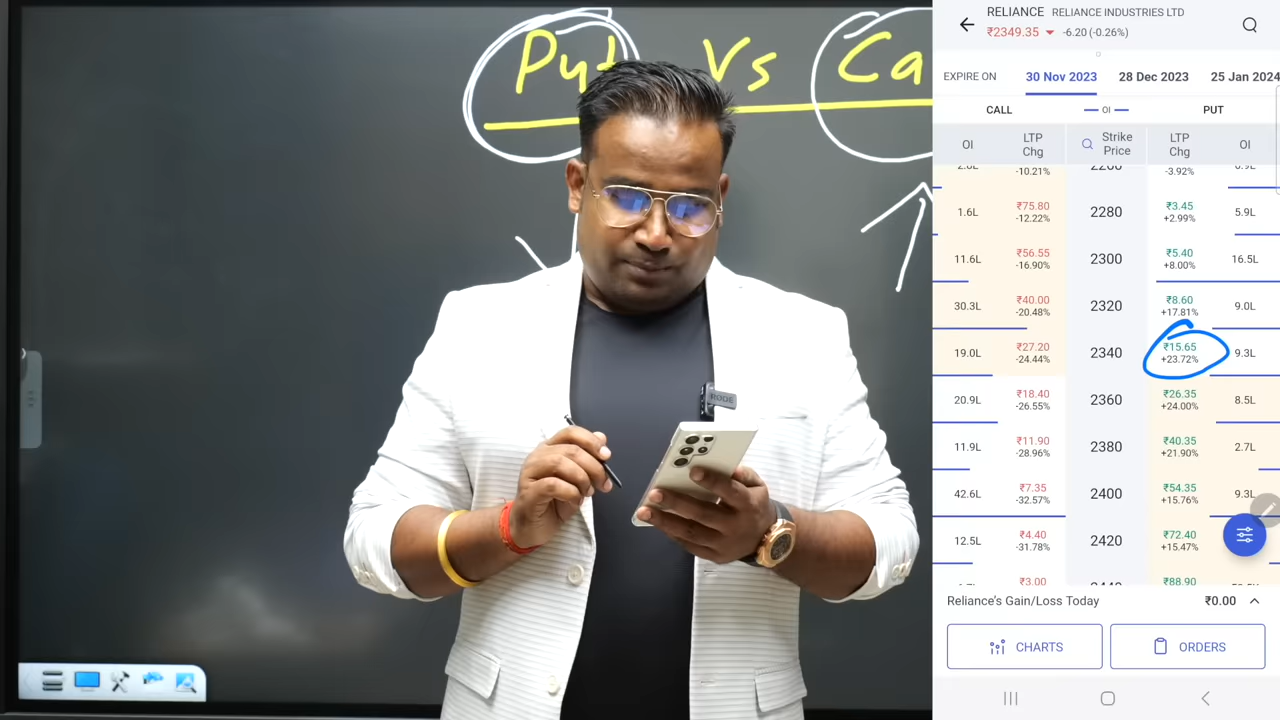 Put Vs Ca
RODE
RELIANCE RELIANCE INDUSTRIES LTD
₹2349.35 -6.20 (-0.26%)
EXPIRE ON 30 Nov 2023 28 Dec 2023 25 Jan 2024
CALL OI PUT
OI LTP Chg Strike Price LTP Chg OI
-10.21% -3.92%
1.6L ₹75.80 -12.22% 2280 ₹3.45 +2.99% 5.9L
11.6L ₹56.55 -16.90% 2300 ₹5.40 +8.00% 16.5L
30.3L ₹40.00 -20.48% 2320 ₹8.60 +17.81% 9.0L
19.0L ₹27.20 -24.44% 2340 ₹15.65 +23.72% 9.3L
20.9L ₹18.40 -26.55% 2360 ₹26.35 +24.00% 8.5L
11.9L ₹11.90 -28.96% 2380 ₹40.35 +21.90% 2.7L
42.6L ₹7.35 -32.57% 2400 ₹54.35 +15.76% 9.3L
12.5L ₹4.40 -31.78% 2420 ₹72.40 +15.47%
₹3.00 ₹88.90
Reliance's Gain/Loss Today ₹0.00
CHARTS ORDERS